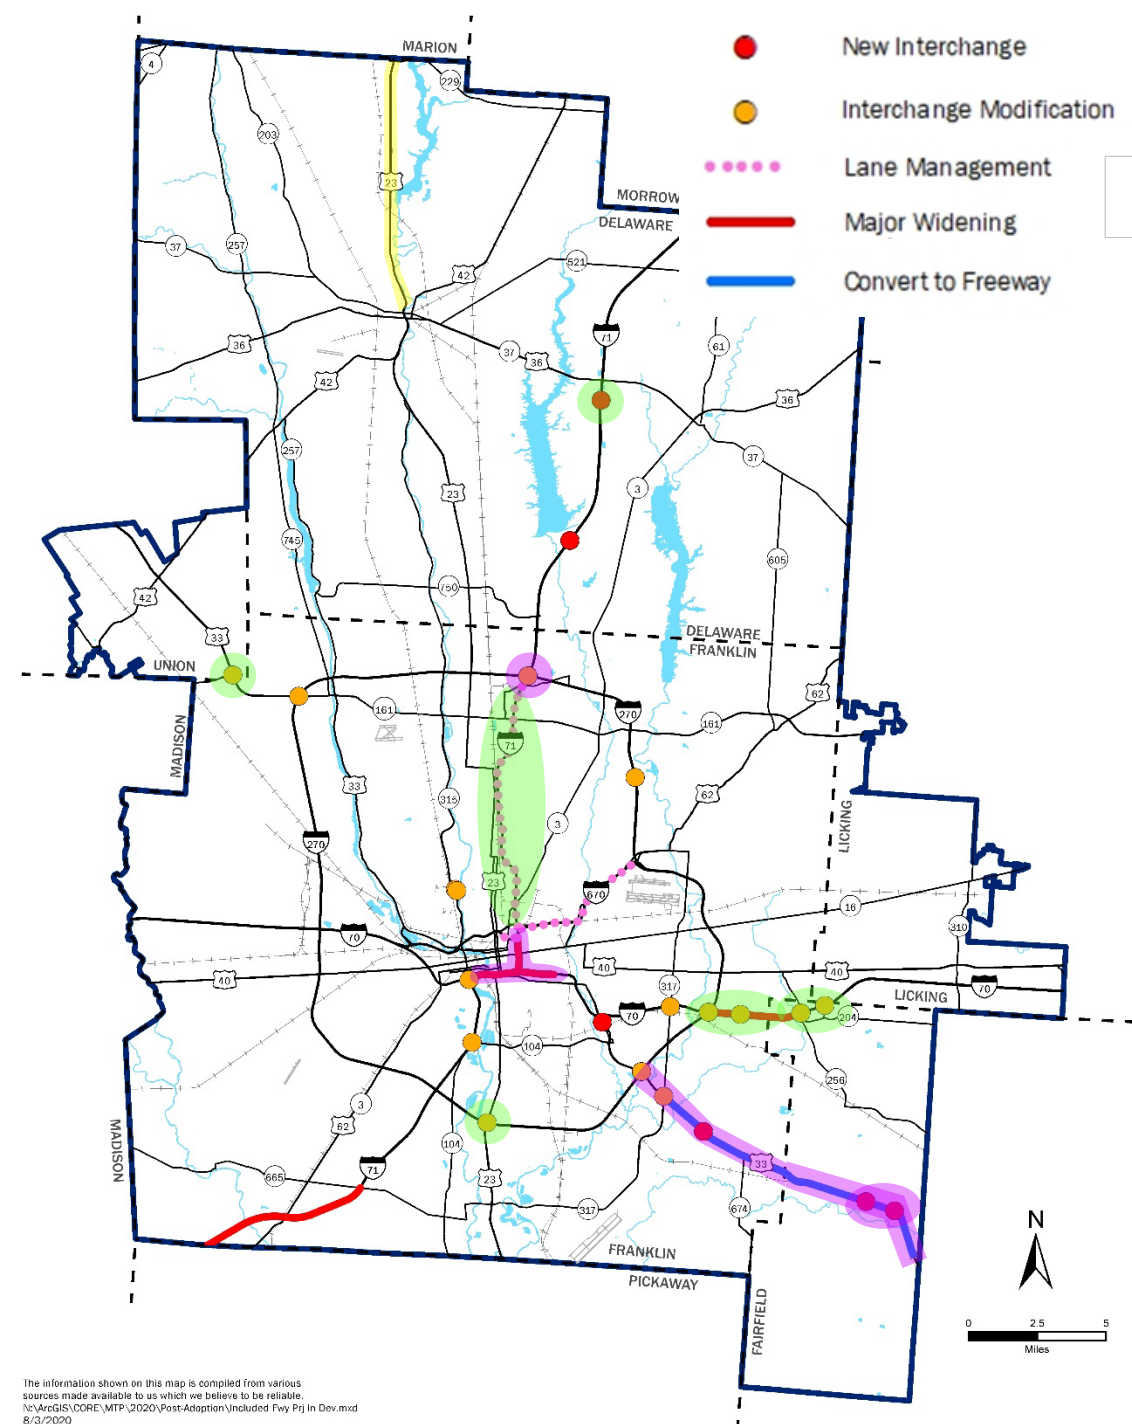 New Interchange
Interchange Modification
Lane Management
Major Widening
Convert to Freeway
MARION
4
229
203
23
MORROW
DELAWARE
37
257
42
521
71
36
37
36
61
42
36
257
37
23
3
745
605
42
750
33
DELAWARE
FRANKLIN
UNION
62
161
270
161
MADISON
71
33
315
62
3
LICKING
270
23
670
16
310
70
40
40
317
40
70
LICKING
70
204
104
256
3
62
MADISON
104
33
71
665
23
317
674
N
FRANKLIN
PICKAWAY
FAIRFIELD
0 2.5 5
Miles
The information shown on this map is compiled from various
sources made available to us which we believe to be reliable.
N:\ArcGIS\CORE\MTP\2020\Post-Adoption\Included Fwy Prj In Dev.mxd
8/3/2020